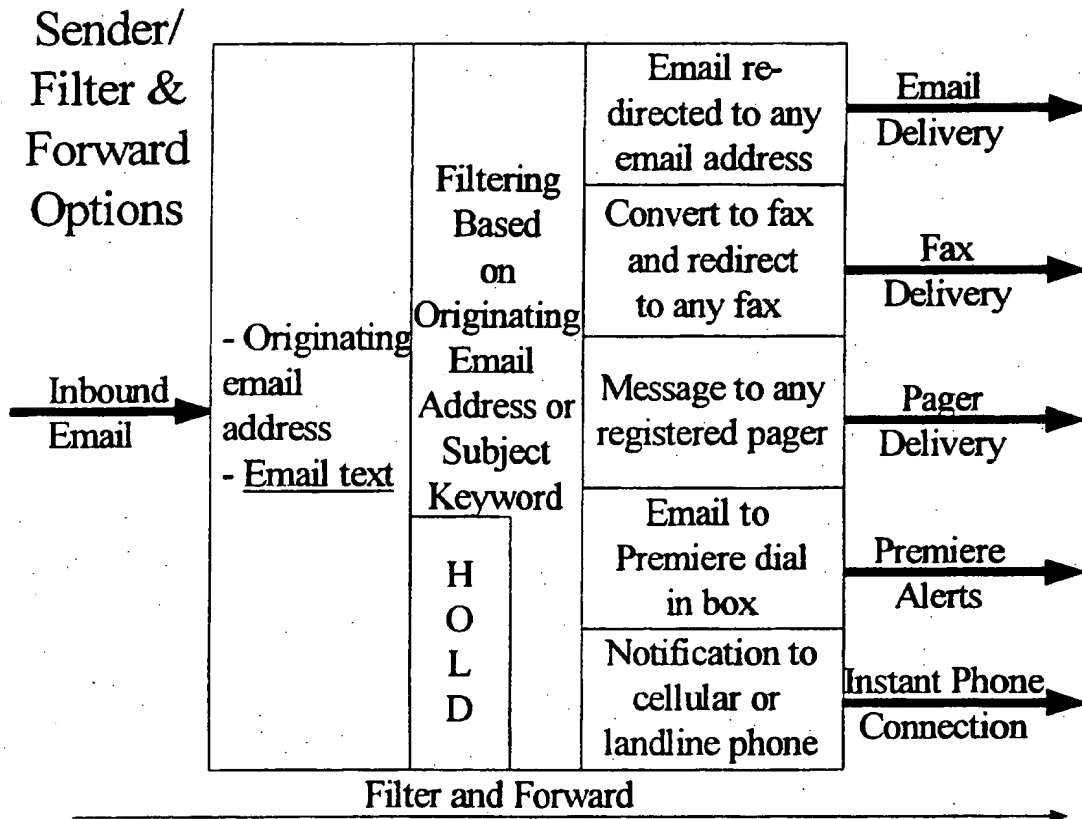 Sender/
Filter &
Forward
Options
Inbound
Email
- Originating
email
address
- Email text
Filtering
Based
on
Originating
Email
Address or
Subject
Keyword
H
O
L
D
Email re-
directed to any
email address
Convert to fax
and redirect
to any fax
Message to any
registered pager
Email to
Premiere dial
in box
Notification to
cellular or
landline phone
Email
Delivery
Fax
Delivery
Pager
Delivery
Premiere
Alerts
Instant Phone
Connection
Filter and Forward